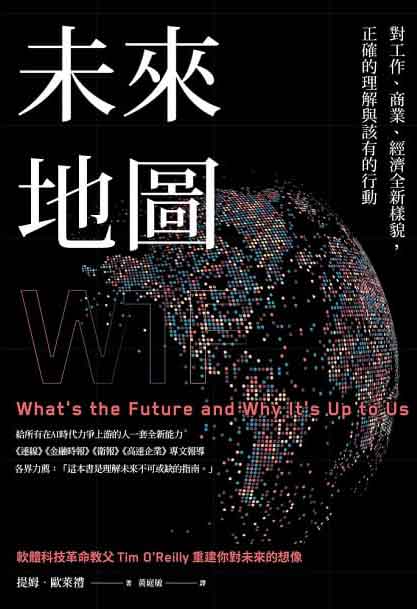 未來
地圖
對工作、商業、經濟全新樣貌，
正確的理解與該有的行動
WTF
What's the Future and Why It's Up to Us
給所有在AI時代力爭上游的人一套全新能力。
《連線》《金融時報》《衛報》《高速企業》專文報導
各界力薦：「這本書是理解未來不可或缺的指南。」
軟體科技革命教父 Tim O'Reilly 重建你對未來的想像
提姆．歐萊禮 著 黃庭敏 譯